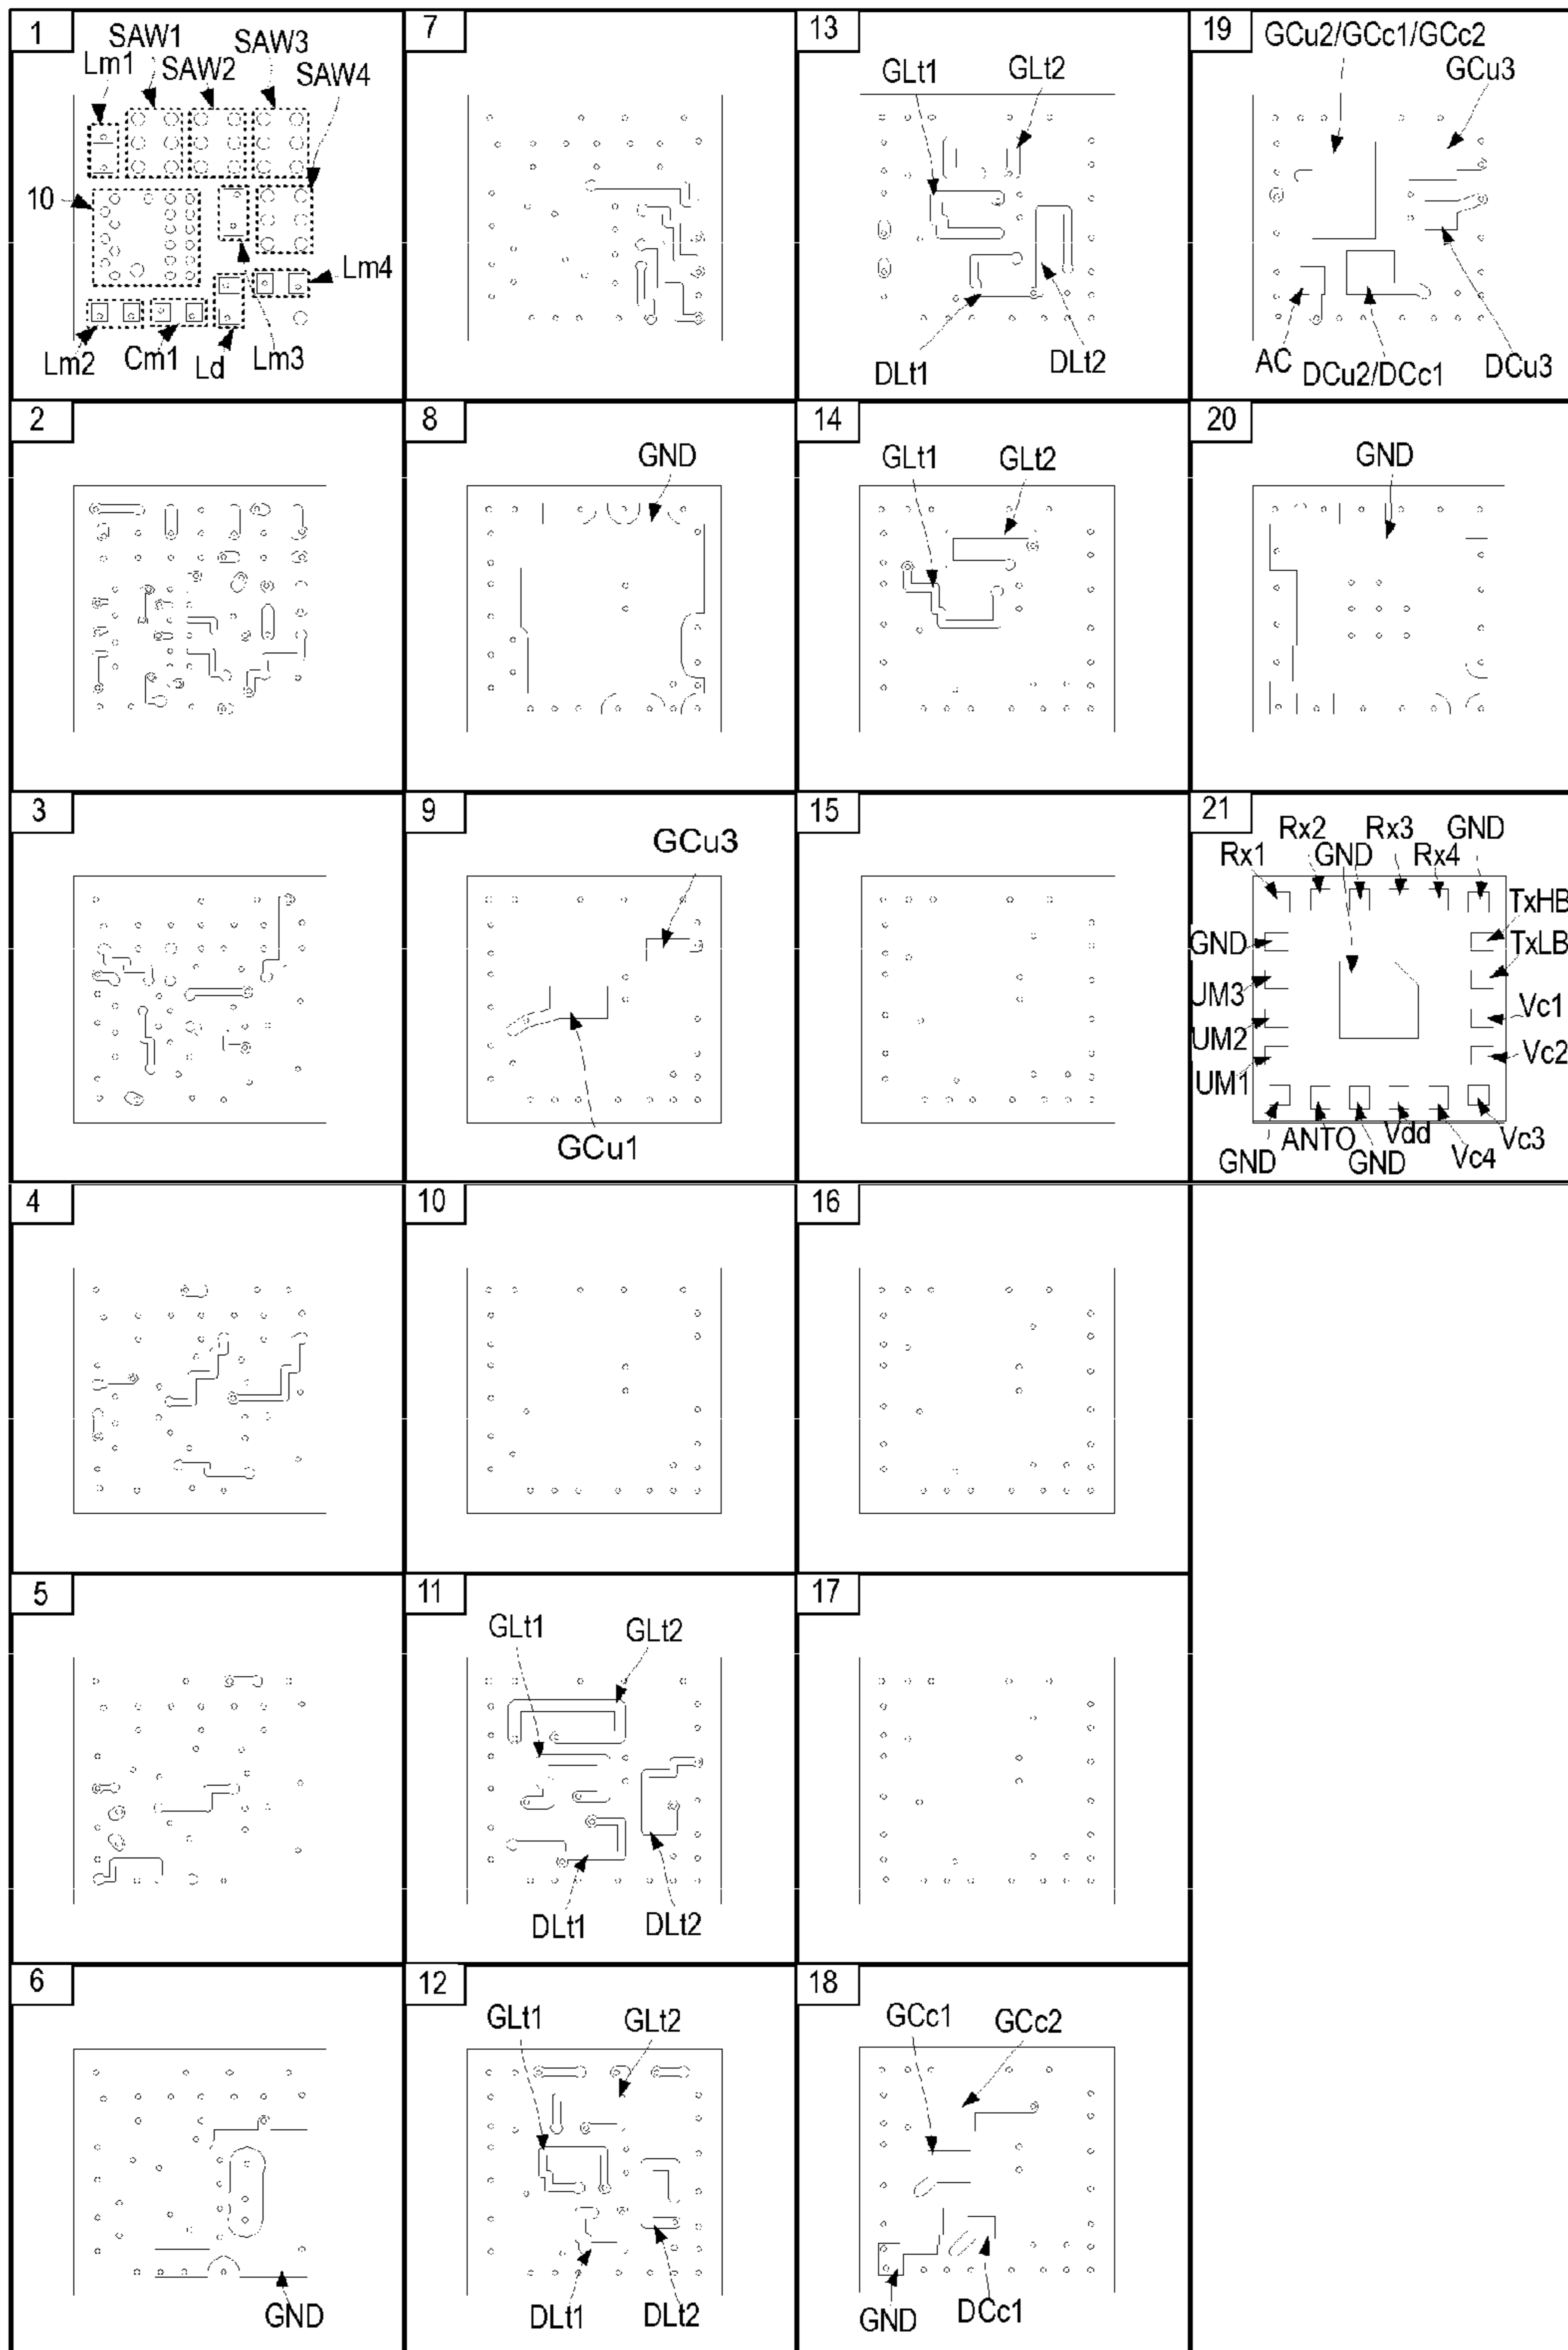 1
SAW1
SAW3
Lm1
SAW2
SAW4
10
Lm4
Lm2
Cm1
Ld
Lm3
2
3
4
5
6
GND
7
8
GND
9
GCu3
GCu1
10
11
GLt1
GLt2
DLt1
DLt2
12
GLt1
GLt2
DLt1
DLt2
13
GLt1
GLt2
DLt1
DLt2
14
GLt1
GLt2
15
16
17
18
GCc1
GCc2
GND
DCc1
19
GCu2/GCc1/GCc2
GCu3
AC
DCu2/DCc1
DCu3
20
GND
21
Rx2
Rx3
GND
Rx1
GND
Rx4
TxHB
GND
TxLB
UM3
Vc1
UM2
Vc2
UM1
ANTO
Vdd
Vc3
GND
GND
Vc4